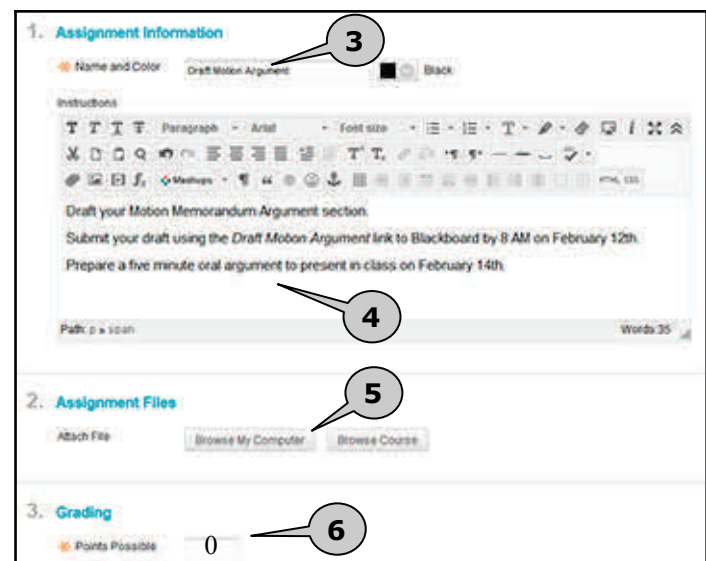 1. Assignment Information
3
Name and Color Draft Motion Argument Black
Instructions
T T T T Paragraph Arial Font size
Mashups HTML CSS
Draft your Motion Memorandum Argument section.
Submit your draft using the Draft Motion Argument link to Blackboard by 8 AM on February 12th.
Prepare a five minute oral argument to present in class on February 14th.
4
Path: p » span Words:35
5
2. Assignment Files
Attach File Browse My Computer Browse Course
3. Grading
6
Points Possible 0